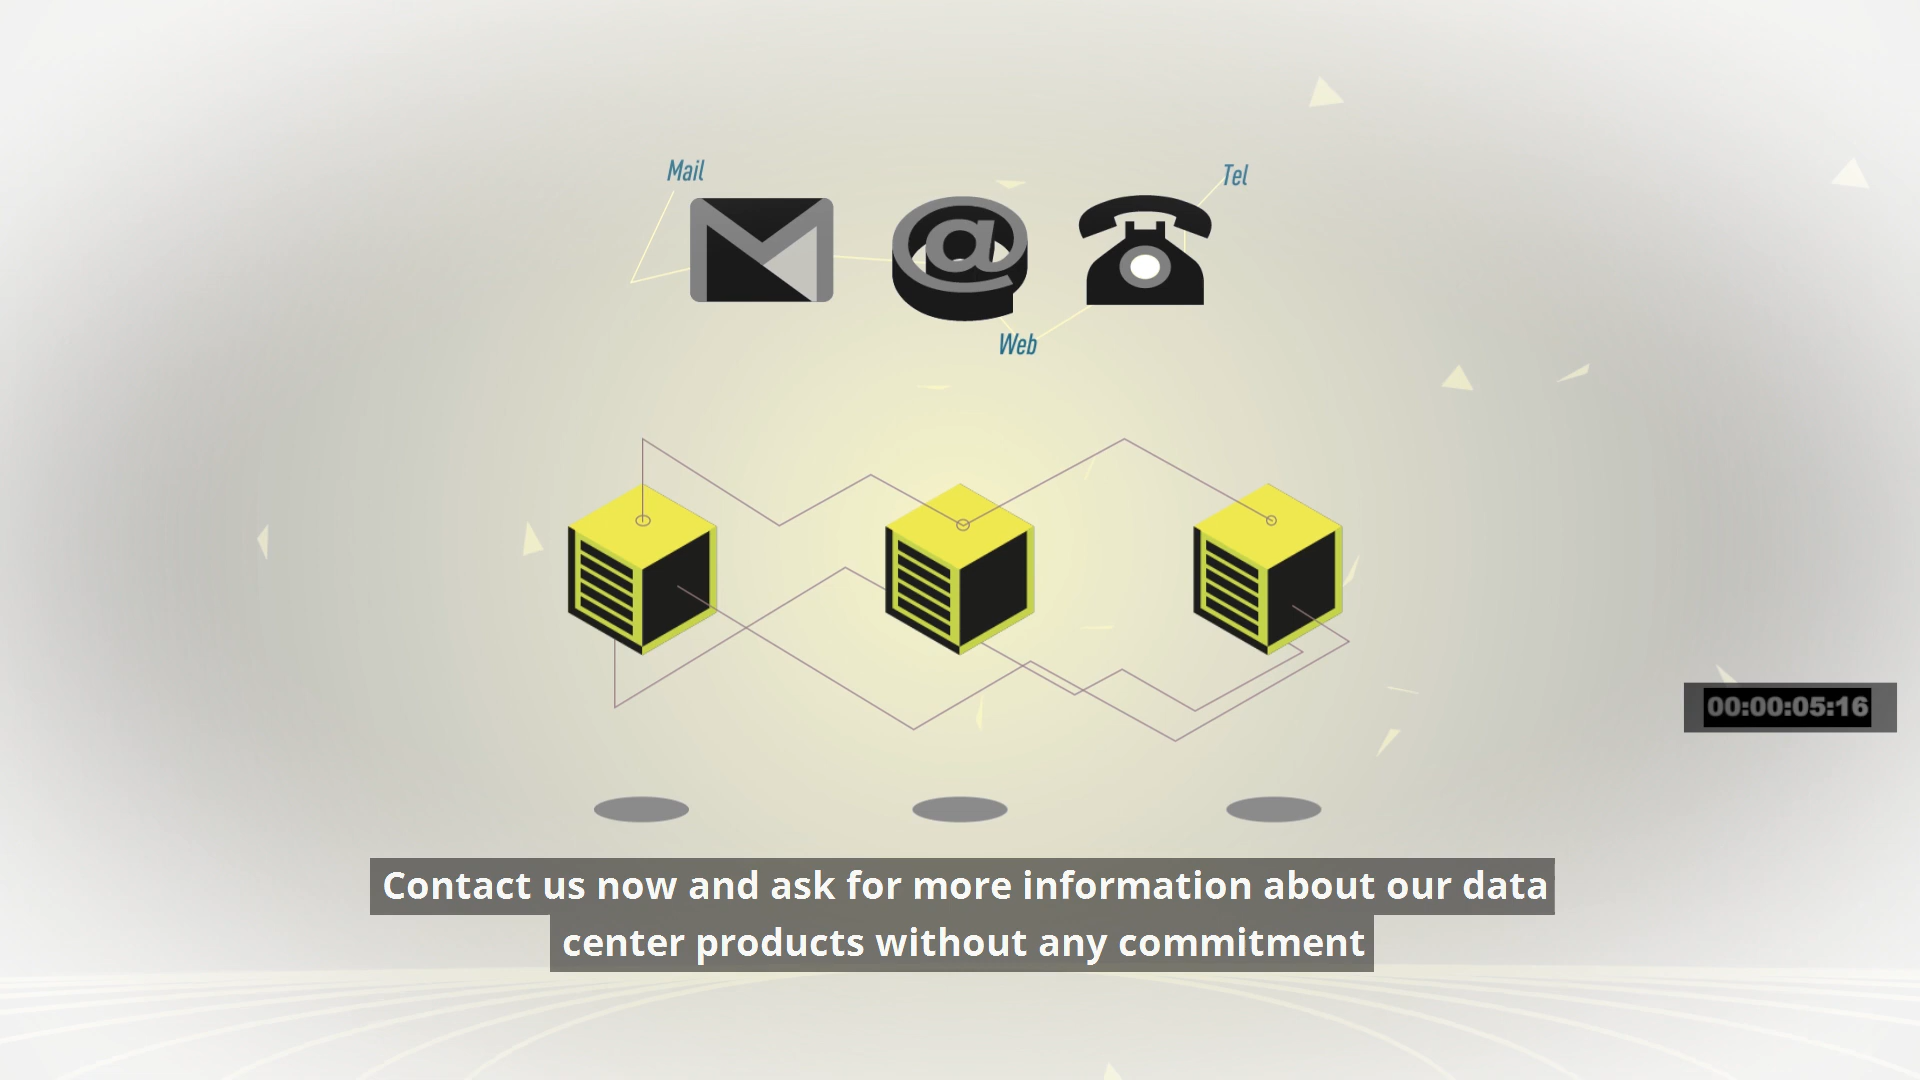 Mail
Tel
@
Web
00:00:05:16
Contact us now and ask for more information about our data
center products without any commitment